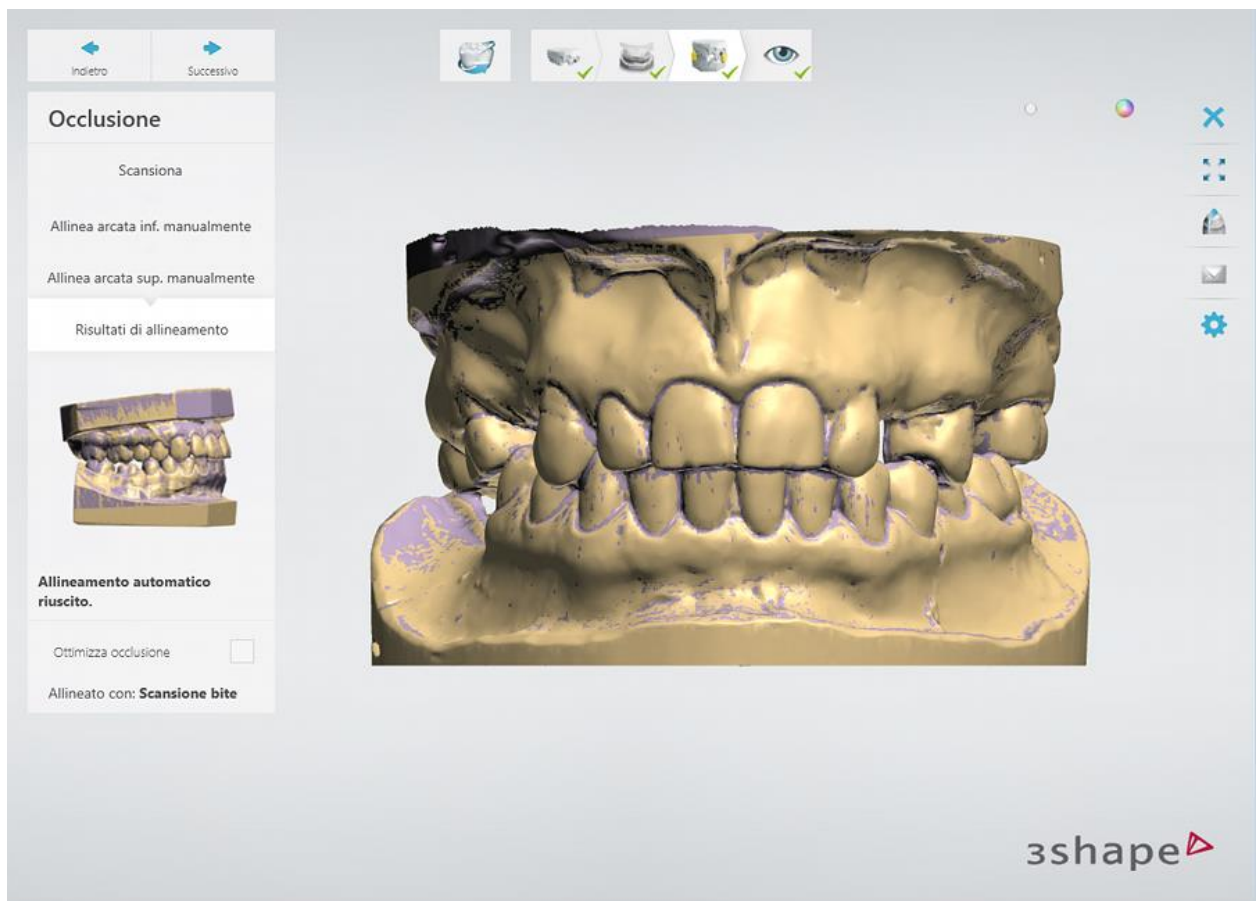 Indietro
Successivo
Occlusione
Scansiona
Allinea arcata inf. manualmente
Allinea arcata sup. manualmente
Risultati di allineamento
Allineamento automatico
riuscito.
Ottimizza occlusione
Allineato con: Scansione bite
3shape